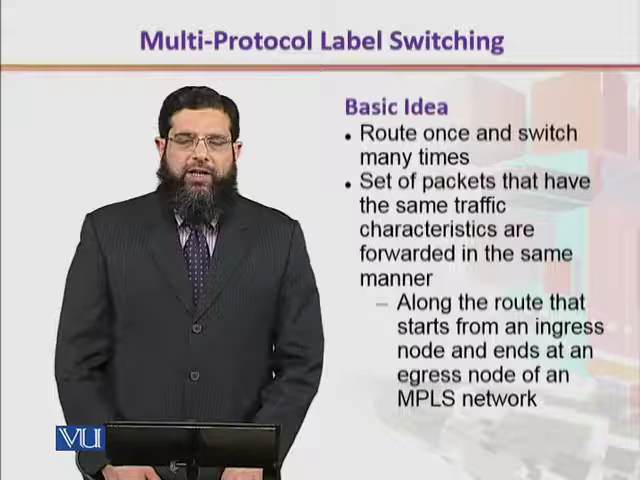 Multi-Protocol Label Switching
Basic Idea
• Route once and switch
many times
• Set of packets that have
the same traffic
characteristics are
forwarded in the same
manner
– Along the route that
starts from an ingress
node and ends at an
egress node of an
MPLS network
VU